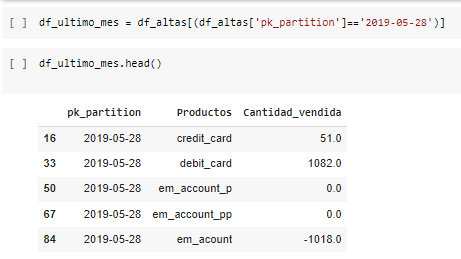 [ ] df_ultimo_mes = df_altas[(df_altas['pk_partition']=='2019-05-28')]
[ ] df_ultimo_mes.head()
pk_partition Productos Cantidad_vendida
16 2019-05-28 credit_card 51.0
33 2019-05-28 debit_card 1082.0
50 2019-05-28 em_account_p 0.0
67 2019-05-28 em_account_pp 0.0
84 2019-05-28 em_acount -1018.0